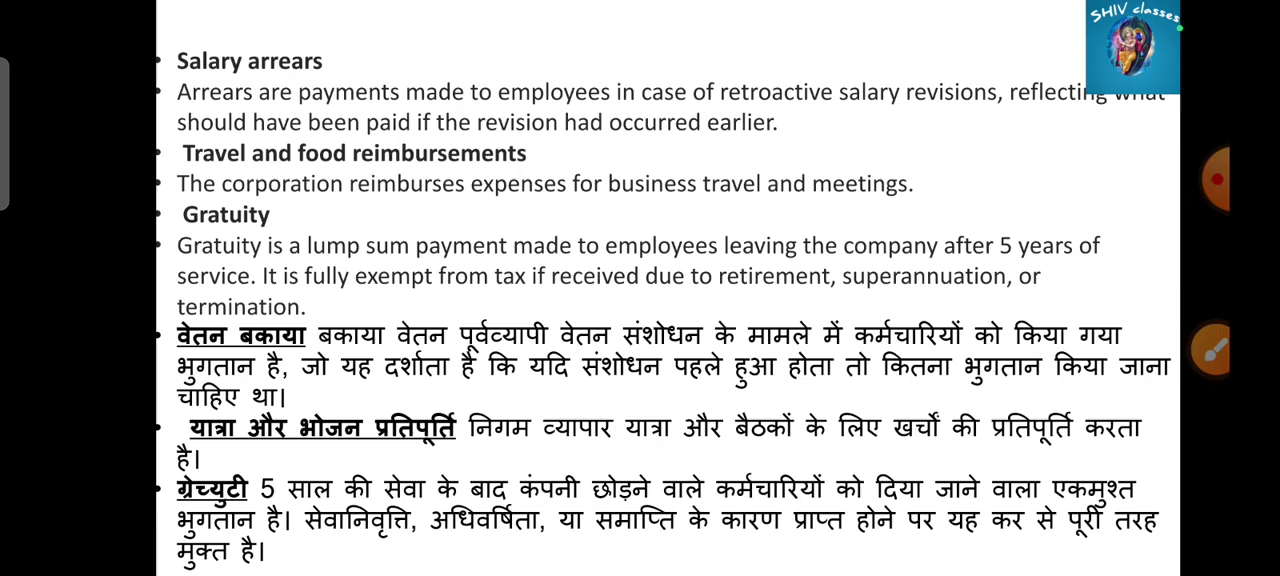 SHIV classes
• Salary arrears
• Arrears are payments made to employees in case of retroactive salary revisions, reflecting what
should have been paid if the revision had occurred earlier.
• Travel and food reimbursements
• The corporation reimburses expenses for business travel and meetings.
• Gratuity
• Gratuity is a lump sum payment made to employees leaving the company after 5 years of
service. It is fully exempt from tax if received due to retirement, superannuation, or
termination.
• वेतन बकाया बकाया वेतन पूर्वव्यापी वेतन संशोधन के मामले में कर्मचारियों को किया गया
भुगतान है, जो यह दर्शाता है कि यदि संशोधन पहले हुआ होता तो कितना भुगतान किया जाना
चाहिए था।
• यात्रा और भोजन प्रतिपूर्ति निगम व्यापार यात्रा और बैठकों के लिए खर्चों की प्रतिपूर्ति करता
है।
• ग्रेच्युटी 5 साल की सेवा के बाद कंपनी छोड़ने वाले कर्मचारियों को दिया जाने वाला एकमुश्त
भुगतान है। सेवानिवृत्ति, अधिवर्षिता, या समाप्ति के कारण प्राप्त होने पर यह कर से पूरी तरह
मुक्त है।